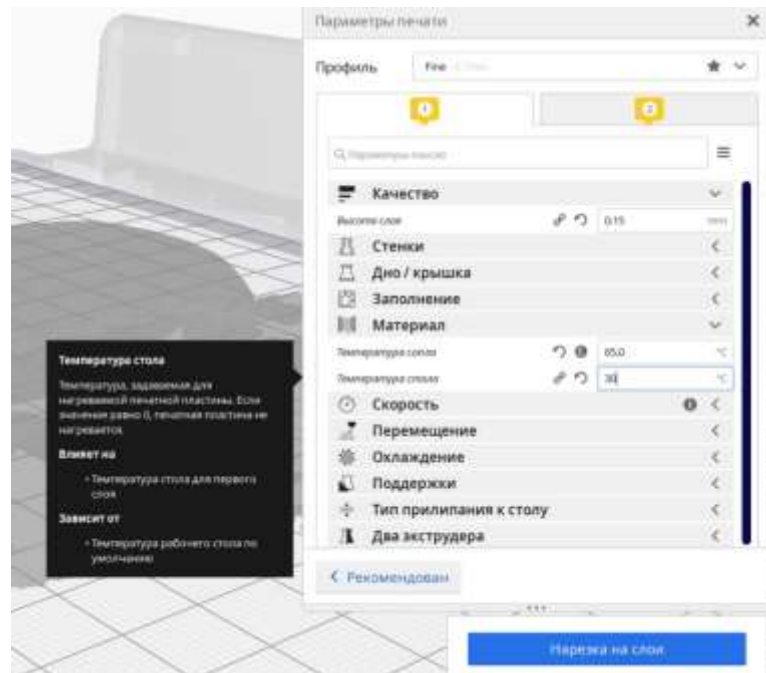 Параметры печати
Профиль
Fine
1
2
Качество
Высота слоя
0.15
mm
Стенки
Дно / крышка
Заполнение
Материал
Температура сопла
65.0
°C
Температура стола
30
°C
Скорость
Перемещение
Охлаждение
Поддержки
Тип прилипания к столу
Два экструдера
Рекомендован
Нарезка на слои
Температура стола
Температура, задаваемая для
нагреваемой печатной пластины. Если
значение равно 0, печатная пластина не
нагревается.
Влияет на
• Температура стола для первого
слоя
Зависит от
• Температура рабочего стола по
умолчанию